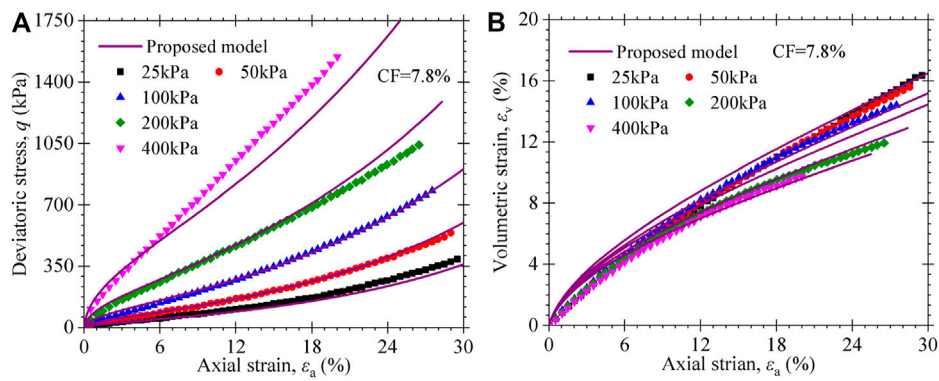 A
1750
1400
1050
700
350
0
Deviatoric stress, q (kPa)
Proposed model
25kPa 50kPa
100kPa
200kPa
400kPa
CF=7.8%
0 6 12 18 24 30
Axial strain, εa (%)
B
20
16
12
8
4
0
Volumetric strain, εv (%)
Proposed model CF=7.8%
25kPa 50kPa
100kPa 200kPa
400kPa
0 6 12 18 24 30
Axial strian, εa (%)